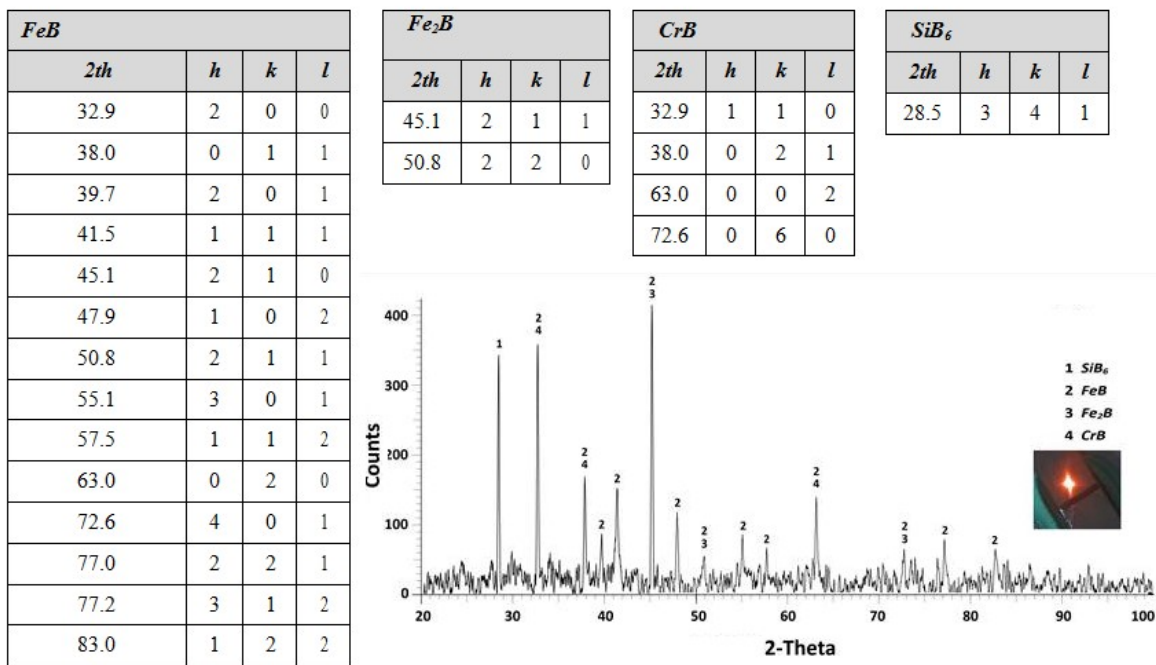 FeB
2th h k l
32.9 2 0 0
38.0 0 1 1
39.7 2 0 1
41.5 1 1 1
45.1 2 1 0
47.9 1 0 2
50.8 2 1 1
55.1 3 0 1
57.5 1 1 2
63.0 0 2 0
72.6 4 0 1
77.0 2 2 1
77.2 3 1 2
83.0 1 2 2
Fe₂B
2th h k l
45.1 2 1 1
50.8 2 2 0
CrB
2th h k l
32.9 1 1 0
38.0 0 2 1
63.0 0 0 2
72.6 0 6 0
SiB₆
2th h k l
28.5 3 4 1
Counts
400
300
200
100
0
1
2
4
2
4
2
2
2
3
2
2
3
2
2
2
4
2
3
2
2
1 SiB₆
2 FeB
3 Fe₂B
4 CrB
20 30 40 50 60 70 80 90 100
2-Theta